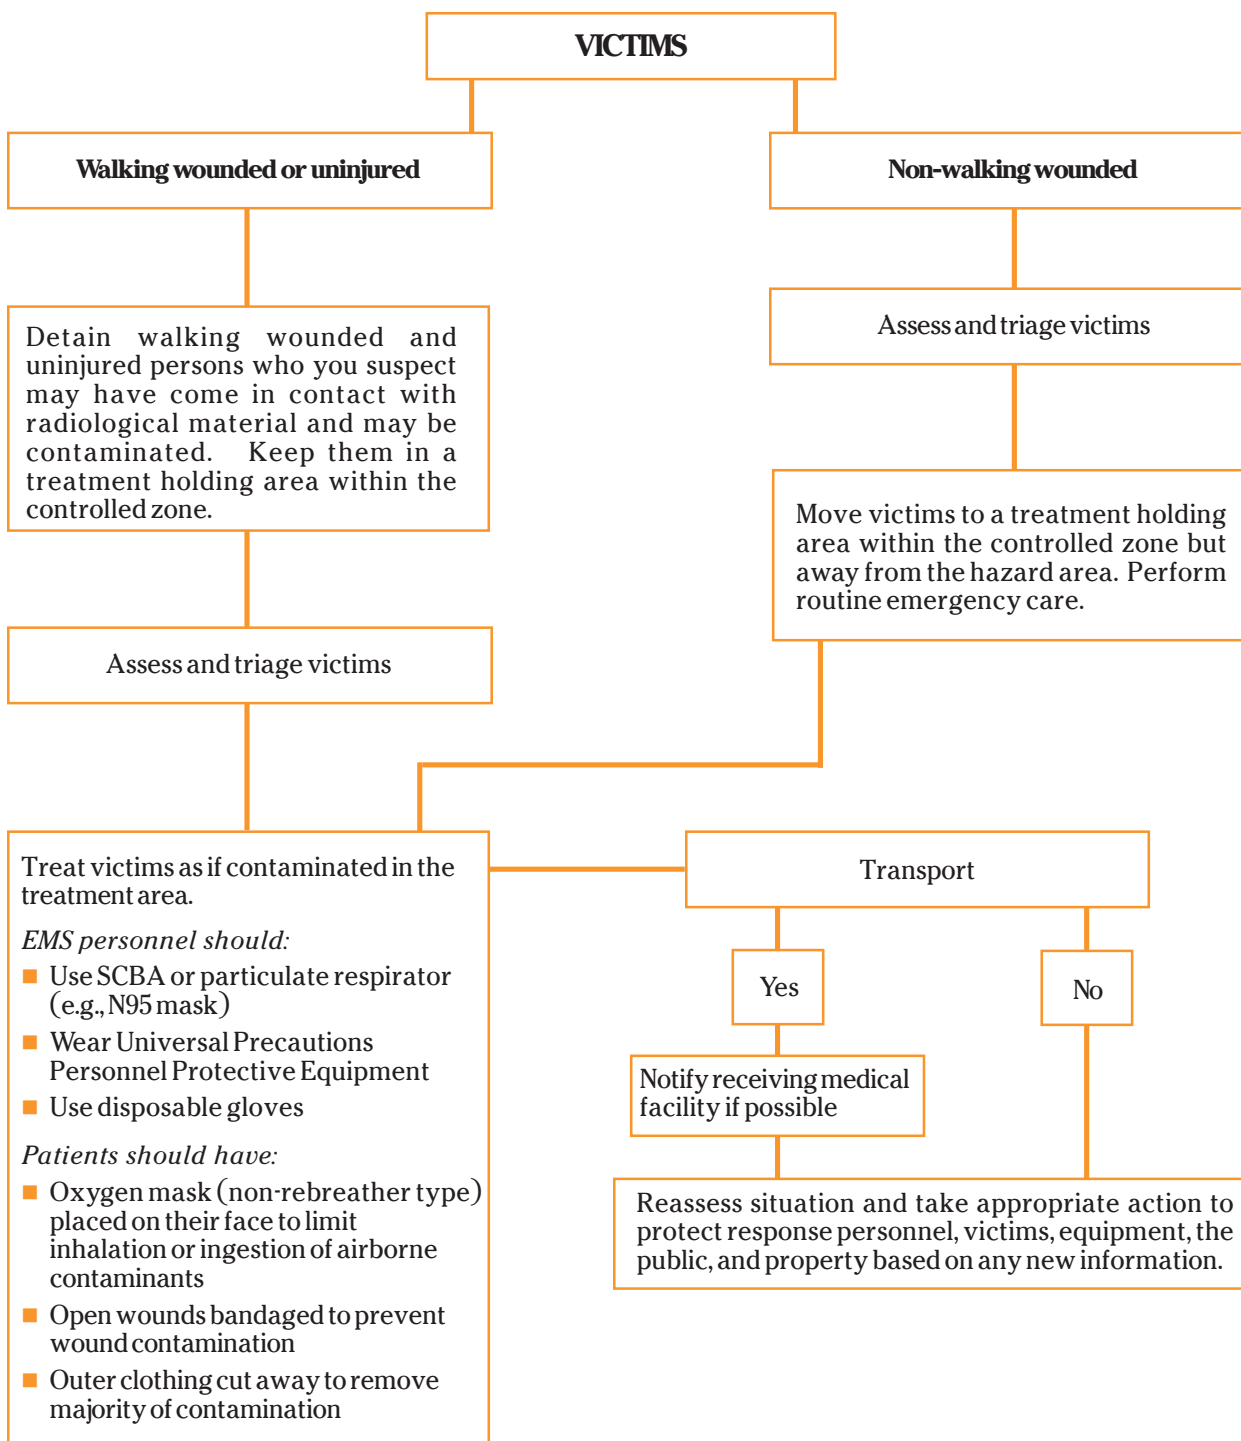 VICTIMS
Walking wounded or uninjured
Non-walking wounded
Detain walking wounded and
uninjured persons who you suspect
may have come in contact with
radiological material and may be
contaminated. Keep them in a
treatment holding area within the
controlled zone.
Assess and triage victims
Assess and triage victims
Move victims to a treatment holding
area within the controlled zone but
away from the hazard area. Perform
routine emergency care.
Treat victims as if contaminated in the
treatment area.
EMS personnel should:
■ Use SCBA or particulate respirator
(e.g., N95 mask)
■ Wear Universal Precautions
Personnel Protective Equipment
■ Use disposable gloves
Patients should have:
■ Oxygen mask (non-rebreather type)
placed on their face to limit
inhalation or ingestion of airborne
contaminants
■ Open wounds bandaged to prevent
wound contamination
■ Outer clothing cut away to remove
majority of contamination
Transport
Yes
No
Notify receiving medical
facility if possible
Reassess situation and take appropriate action to
protect response personnel, victims, equipment, the
public, and property based on any new information.